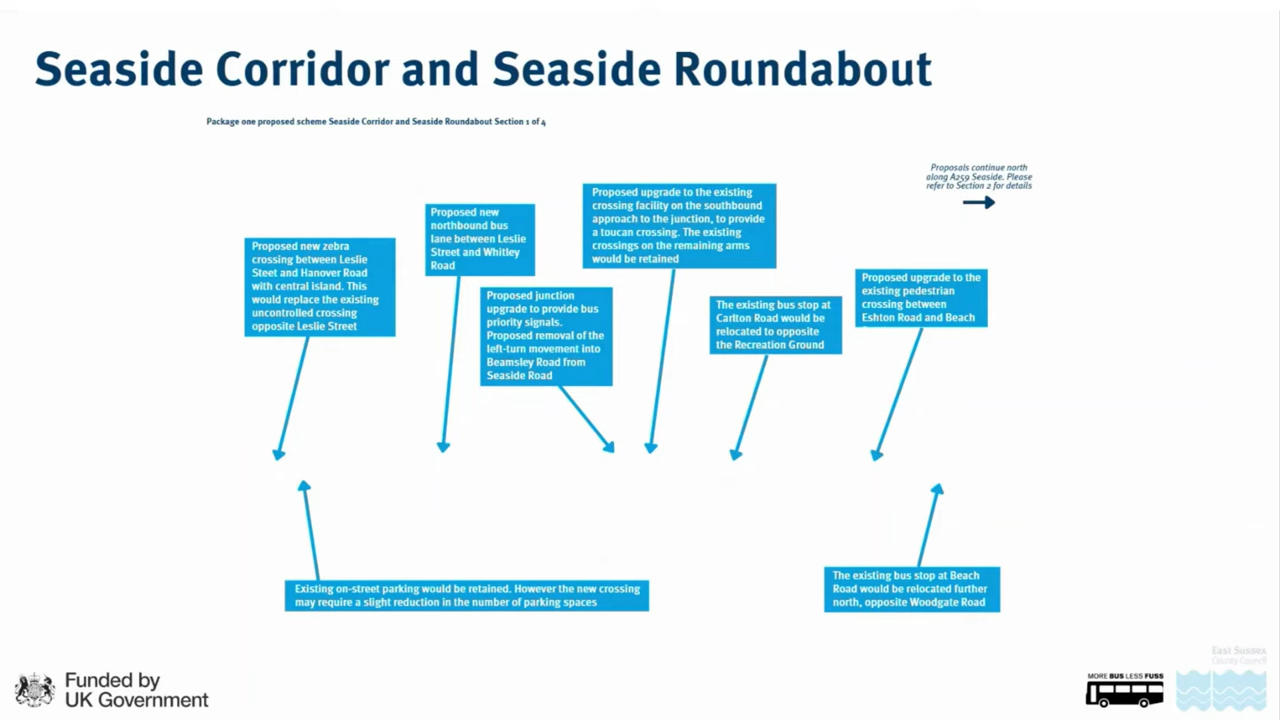 Seaside Corridor and Seaside Roundabout
Package one proposed scheme Seaside Corridor and Seaside Roundabout Section 1 of 4
Proposals continue north
along A259 Seaside. Please
refer to Section 2 for details
Proposed new zebra
crossing between Leslie
Steet and Hanover Road
with central island. This
would replace the existing
uncontrolled crossing
opposite Leslie Street
Proposed new
northbound bus
lane between Leslie
Street and Whitley
Road
Proposed junction
upgrade to provide bus
priority signals.
Proposed removal of the
left-turn movement into
Beamsley Road from
Seaside Road
Proposed upgrade to the existing
crossing facility on the southbound
approach to the junction, to provide
a toucan crossing. The existing
crossings on the remaining arms
would be retained
The existing bus stop at
Carlton Road would be
relocated to opposite
the Recreation Ground
Proposed upgrade to the
existing pedestrian
crossing between
Eshton Road and Beach
Existing on-street parking would be retained. However the new crossing
may require a slight reduction in the number of parking spaces
The existing bus stop at Beach
Road would be relocated further
north, opposite Woodgate Road
Funded by
UK Government
MORE BUS LESS FUSS
East Sussex
County Council